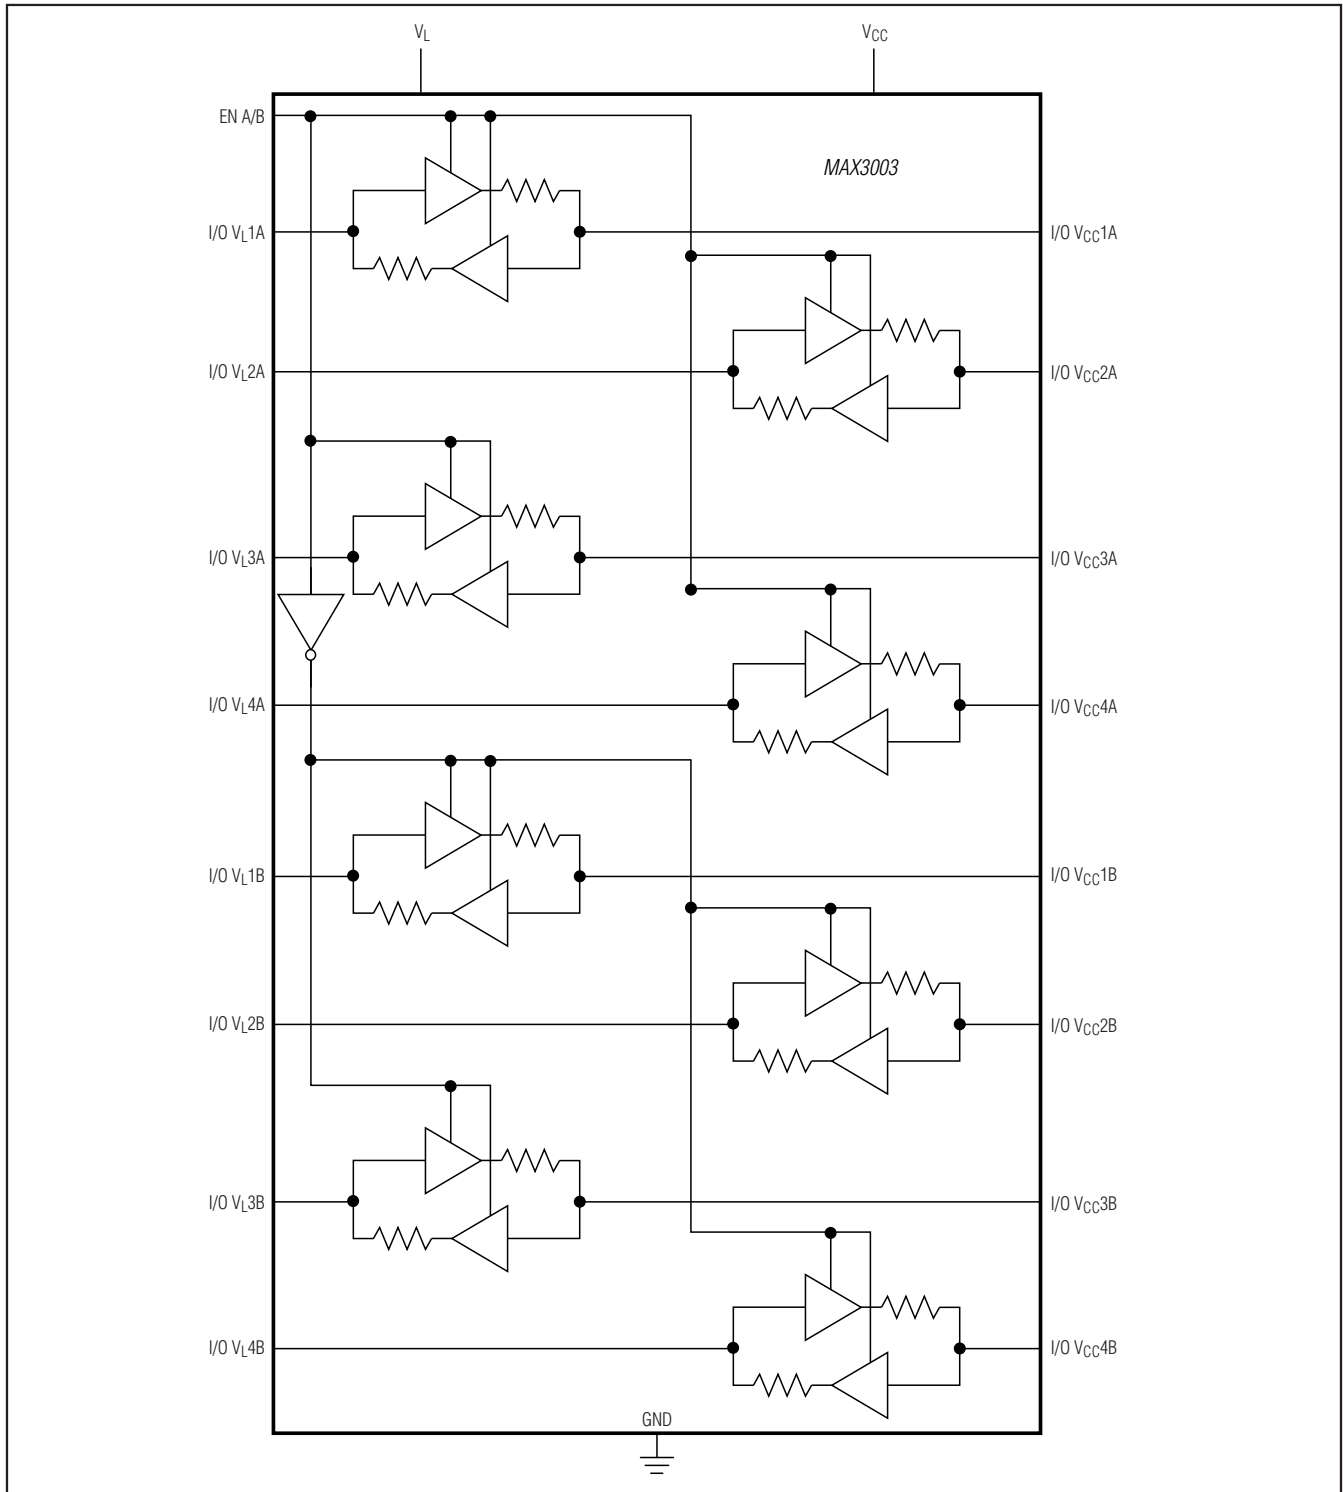 VL VCC
EN A/B
MAX3003
I/O VL1A I/O VCC1A
I/O VL2A I/O VCC2A
I/O VL3A I/O VCC3A
I/O VL4A I/O VCC4A
I/O VL1B I/O VCC1B
I/O VL2B I/O VCC2B
I/O VL3B I/O VCC3B
I/O VL4B I/O VCC4B
GND